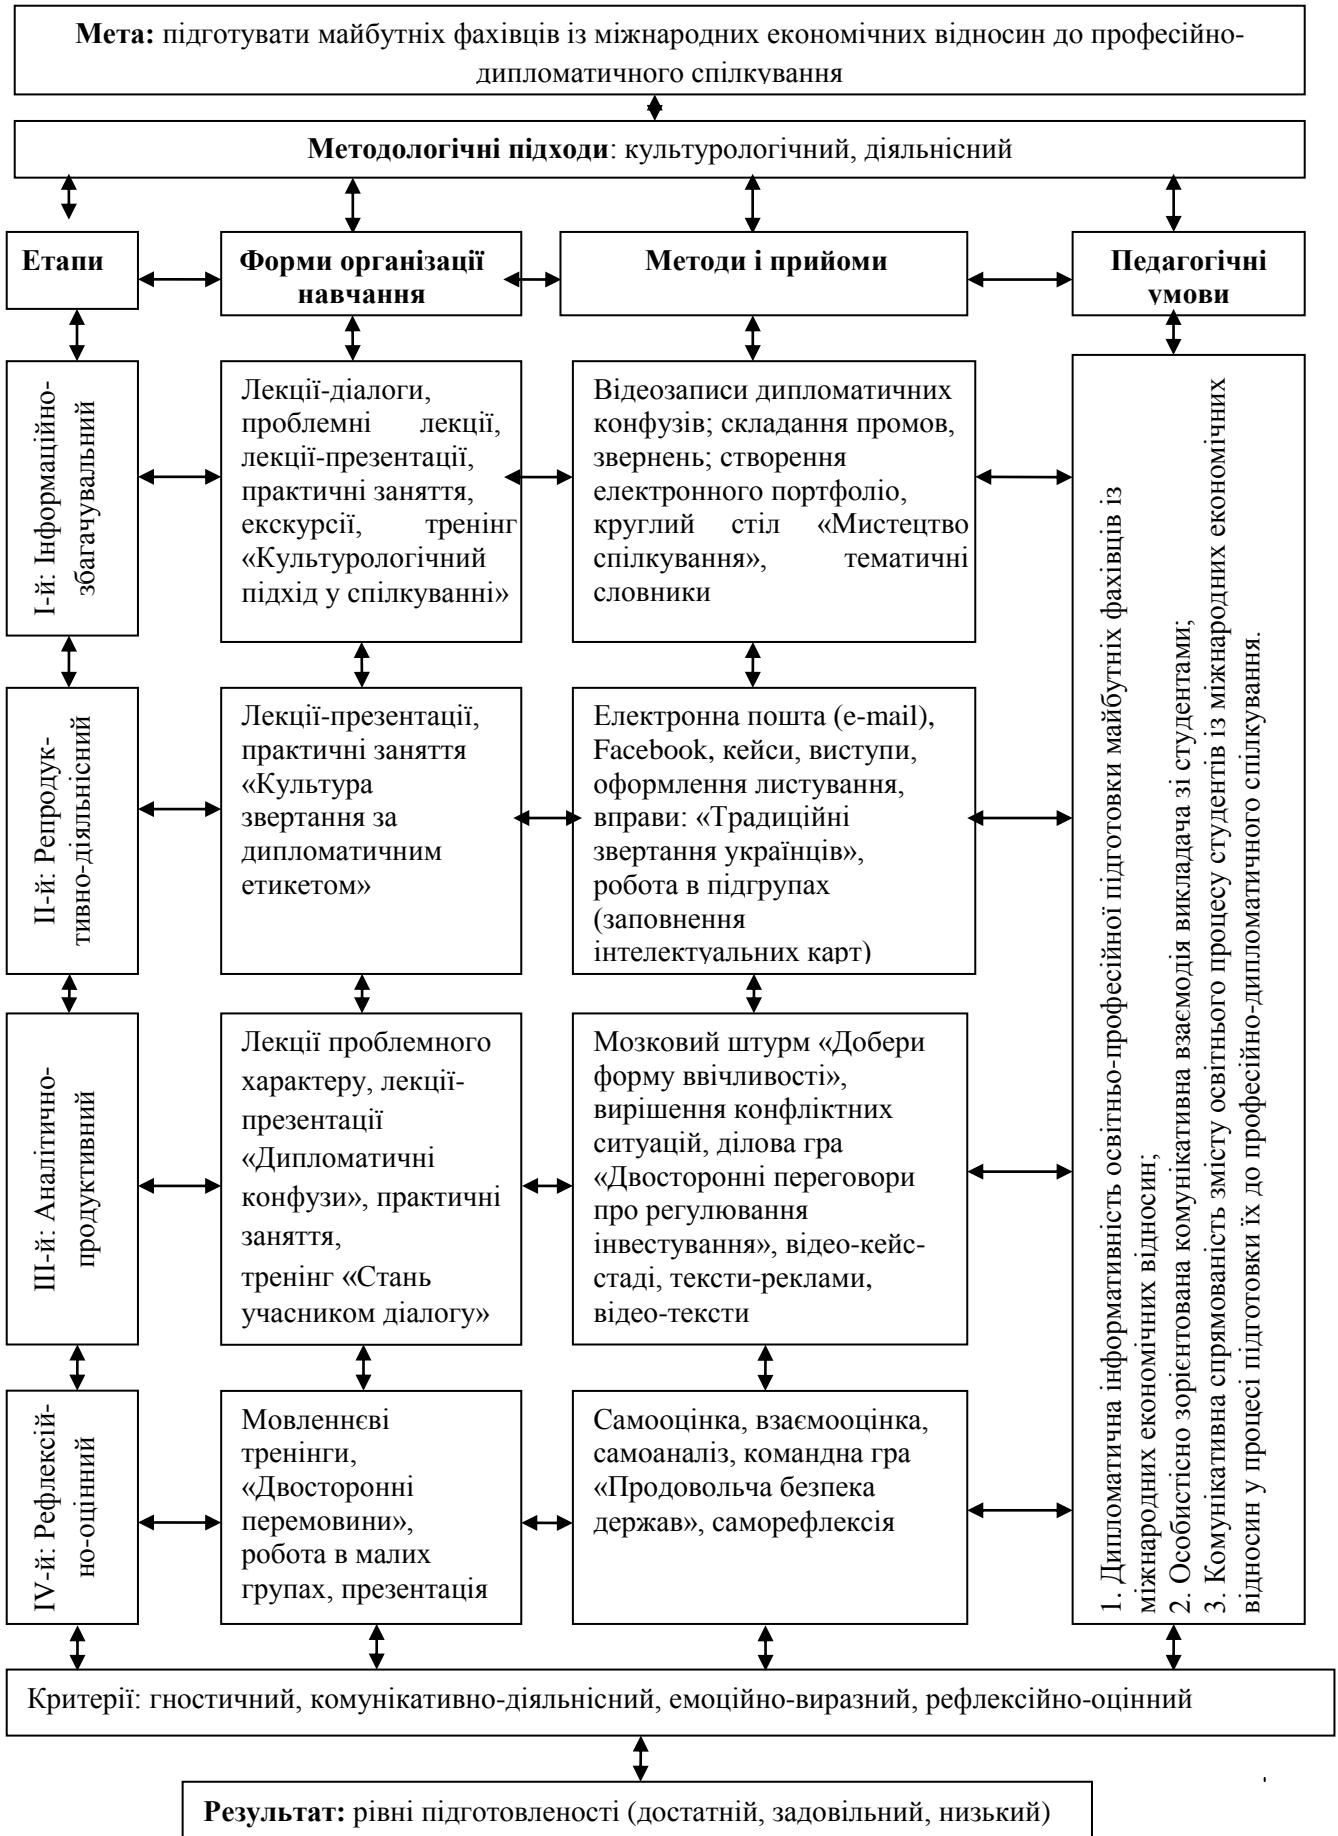 Мета: підготувати майбутніх фахівців із міжнародних економічних відносин до професійно-
дипломатичного спілкування
Методологічні підходи: культурологічний, діяльнісний
Етапи
Форми організації
навчання
Методи і прийоми
Педагогічні
умови
І-й: Інформаційно-
збагачувальний
Лекції-діалоги,
проблемні лекції,
лекції-презентації,
практичні заняття,
екскурсії, тренінг
«Культурологічний
підхід у спілкуванні»
Відеозаписи дипломатичних
конфузів; складання промов,
звернень; створення
електронного портфоліо,
круглий стіл «Мистецтво
спілкування», тематичні
словники
ІІ-й: Репродук-
тивно-діяльнісний
Лекції-презентації,
практичні заняття
«Культура
звертання за
дипломатичним
етикетом»
Електронна пошта (e-mail),
Facebook, кейси, виступи,
оформлення листування,
вправи: «Традиційні
звертання українців»,
робота в підгрупах
(заповнення
інтелектуальних карт)
ІІІ-й: Аналітично-
продуктивний
Лекції проблемного
характеру, лекції-
презентації
«Дипломатичні
конфузи», практичні
заняття,
тренінг «Стань
учасником діалогу»
Мозковий штурм «Добери
форму ввічливості»,
вирішення конфліктних
ситуацій, ділова гра
«Двосторонні переговори
про регулювання
інвестування», відео-кейс-
стаді, тексти-реклами,
відео-тексти
IV-й: Рефлексій-
но-оцінний
Мовленнєві
тренінги,
«Двосторонні
перемовини»,
робота в малих
групах, презентація
Самооцінка, взаємооцінка,
самоаналіз, командна гра
«Продовольча безпека
держав», саморефлексія
1. Дипломатична інформативність освітньо-професійної підготовки майбутніх фахівців із
міжнародних економічних відносин;
2. Особистісно зорієнтована комунікативна взаємодія викладача зі студентами;
3. Комунікативна спрямованість змісту освітнього процесу студентів із міжнародних економічних
відносин у процесі підготовки їх до професійно-дипломатичного спілкування.
Критерії: гностичний, комунікативно-діяльнісний, емоційно-виразний, рефлексійно-оцінний
Результат: рівні підготовленості (достатній, задовільний, низький)